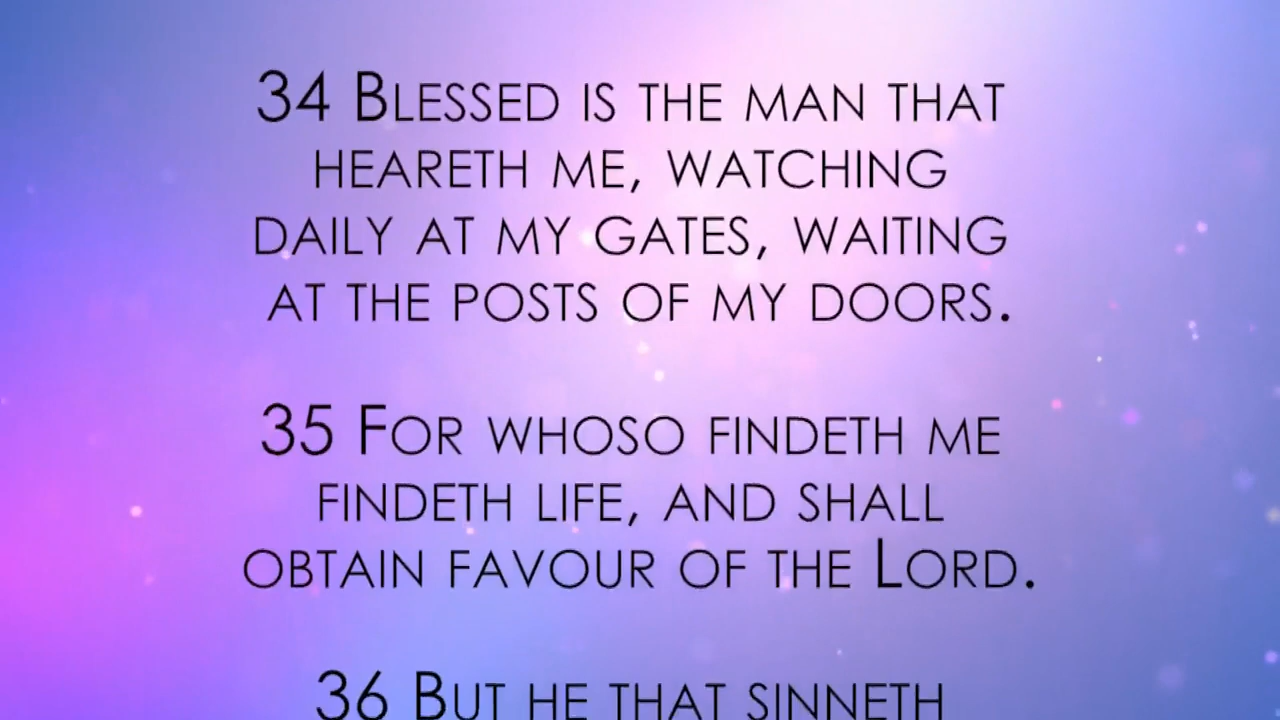 34 Blessed is the man that
heareth me, watching
daily at my gates, waiting
at the posts of my doors.
35 For whoso findeth me
findeth life, and shall
obtain favour of the Lord.
36 But he that sinneth